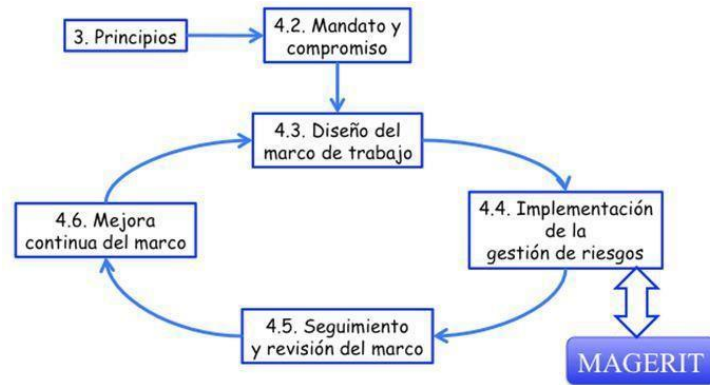 3. Principios
4.2. Mandato y
compromiso
4.3. Diseño del
marco de trabajo
4.4. Implementación
de la
gestión de riesgos
4.6. Mejora
continua del marco
4.5. Seguimiento
y revisión del marco
MAGERIT